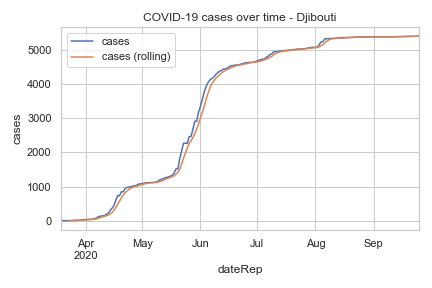 COVID-19 cases over time - Djibouti
cases
cases (rolling)
cases
5000
4000
3000
2000
1000
0
Apr
2020
May
Jun
Jul
Aug
Sep
dateRep